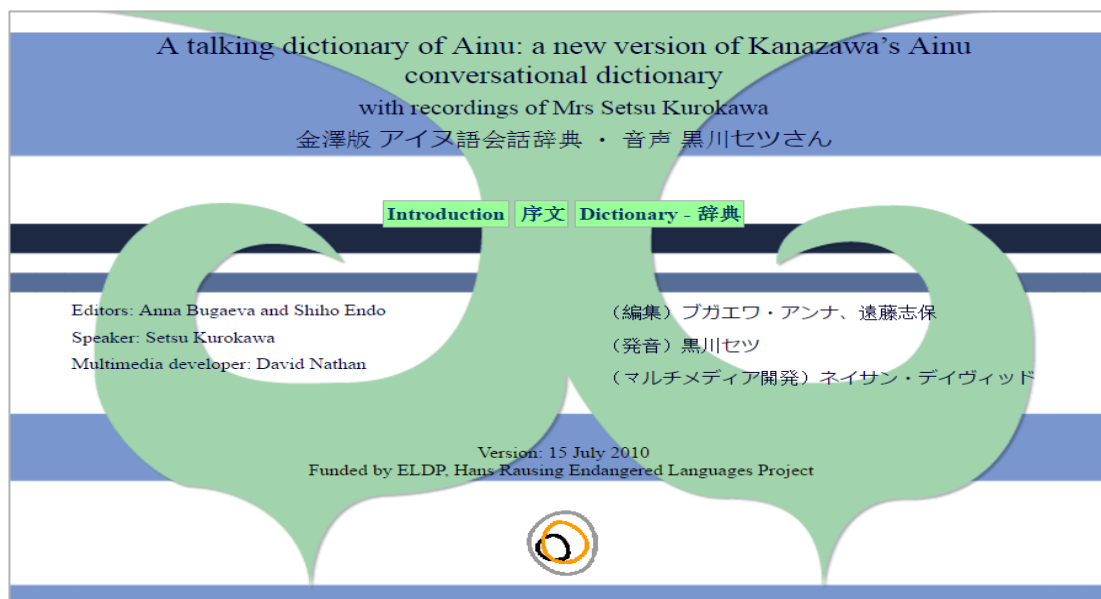 A talking dictionary of Ainu: a new version of Kanazawa's Ainu
conversational dictionary
with recordings of Mrs Setsu Kurokawa
金澤版 アイヌ語会話辞典 ・ 音声 黒川セツさん
Introduction 序文 Dictionary - 辞典
Editors: Anna Bugaeva and Shiho Endo
Speaker: Setsu Kurokawa
Multimedia developer: David Nathan
（編集）ブガエワ・アンナ、遠藤志保
（発音）黒川セツ
（マルチメディア開発）ネイサン・デイヴィッド
Version: 15 July 2010
Funded by ELDP, Hans Rausing Endangered Languages Project